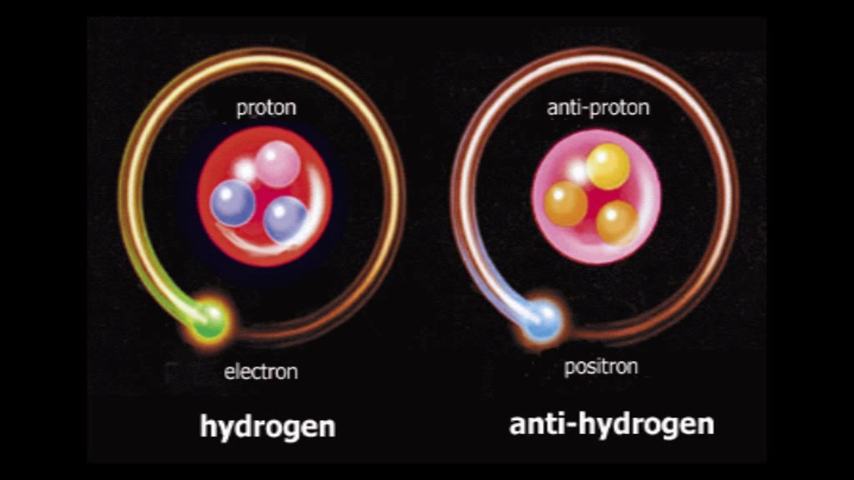 proton
electron
hydrogen
anti-proton
positron
anti-hydrogen